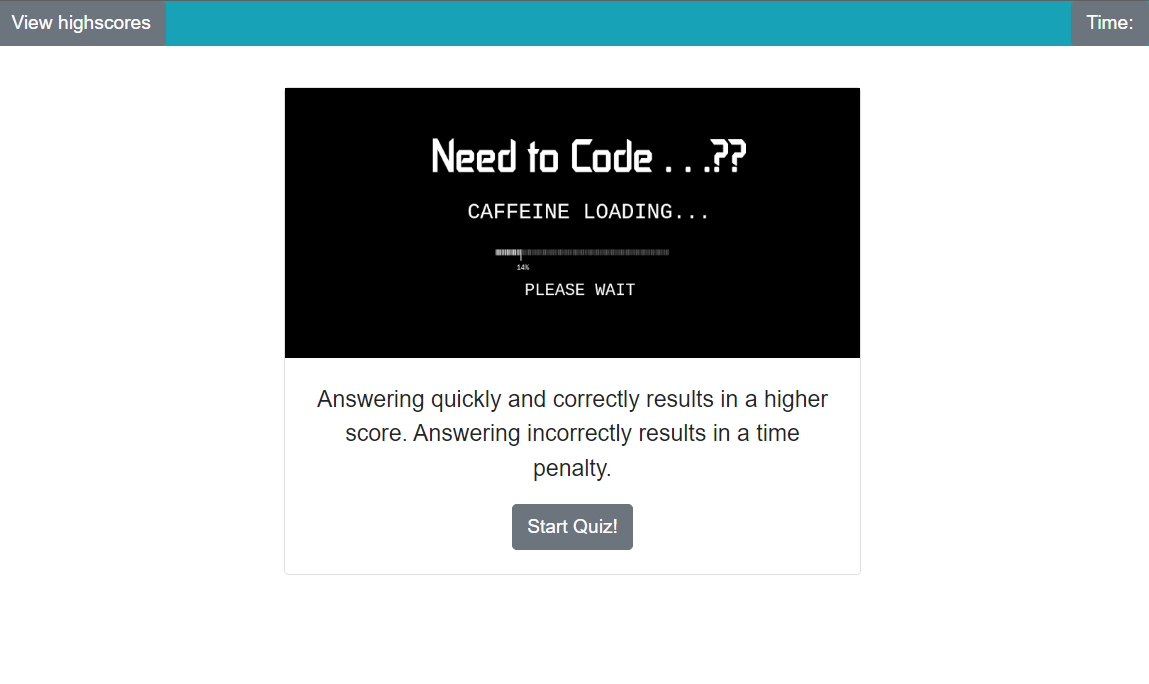 View highscores
Time:
Need to Code . . .??
CAFFEINE LOADING...
14%
PLEASE WAIT
Answering quickly and correctly results in a higher
score. Answering incorrectly results in a time
penalty.
Start Quiz!